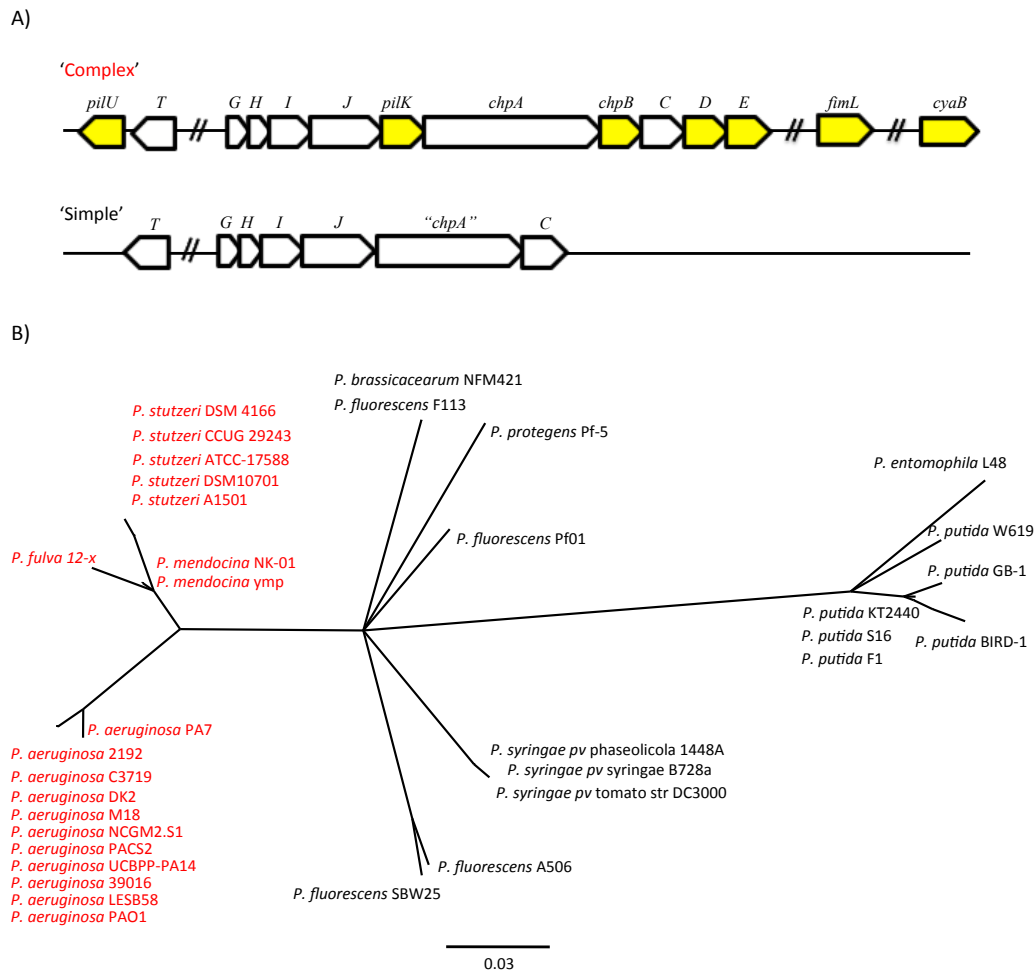 A)
‘Complex’
pilU T G H I J pilK chpA chpB C D E fimL cyaB
‘Simple’
T G H I J “chpA” C
B)
P. brassicacearum NFM421
P. fluorescens F113
P. stutzeri DSM 4166
P. stutzeri CCUG 29243
P. stutzeri ATCC-17588
P. stutzeri DSM10701
P. stutzeri A1501
P. protegens Pf-5
P. entomophila L48
P. putida W619
P. fluorescens Pf01
P. fulva 12-x
P. mendocina NK-01
P. mendocina ymp
P. putida GB-1
P. putida KT2440
P. putida S16
P. putida F1
P. putida BIRD-1
P. aeruginosa PA7
P. aeruginosa 2192
P. aeruginosa C3719
P. aeruginosa DK2
P. aeruginosa M18
P. aeruginosa NCGM2.S1
P. aeruginosa PACS2
P. aeruginosa UCBPP-PA14
P. aeruginosa 39016
P. aeruginosa LESB58
P. aeruginosa PAO1
P. syringae pv phaseolicola 1448A
P. syringae pv syringae B728a
P. syringae pv tomato str DC3000
P. fluorescens A506
P. fluorescens SBW25
0.03